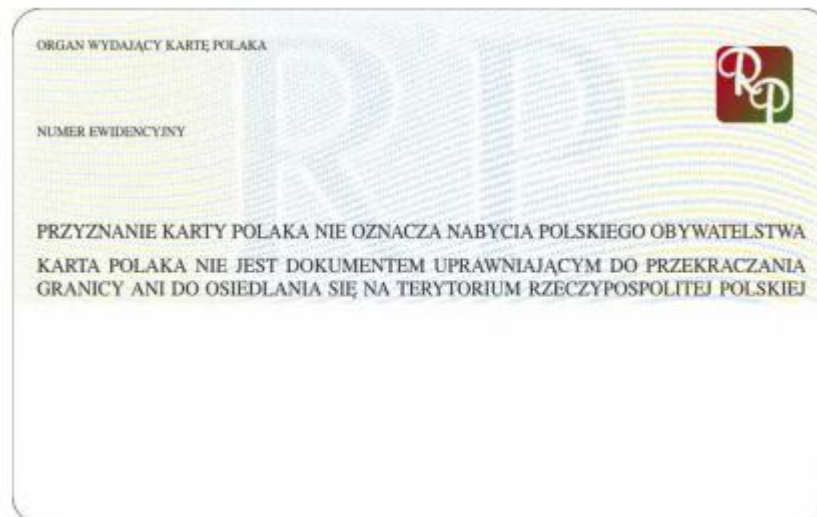 ORGAN WYDAJĄCY KARTĘ POLAKA
RP
NUMER EWIDENCYJNY
RP
PRZYZNANIE KARTY POLAKA NIE OZNACZA NABYCIA POLSKIEGO OBYWATELSTWA
KARTA POLAKA NIE JEST DOKUMENTEM UPRAWNIAJĄCYM DO PRZEKRACZANIA
GRANICY ANI DO OSIEDLANIA SIĘ NA TERYTORIUM RZECZYPOSPOLITEJ POLSKIEJ